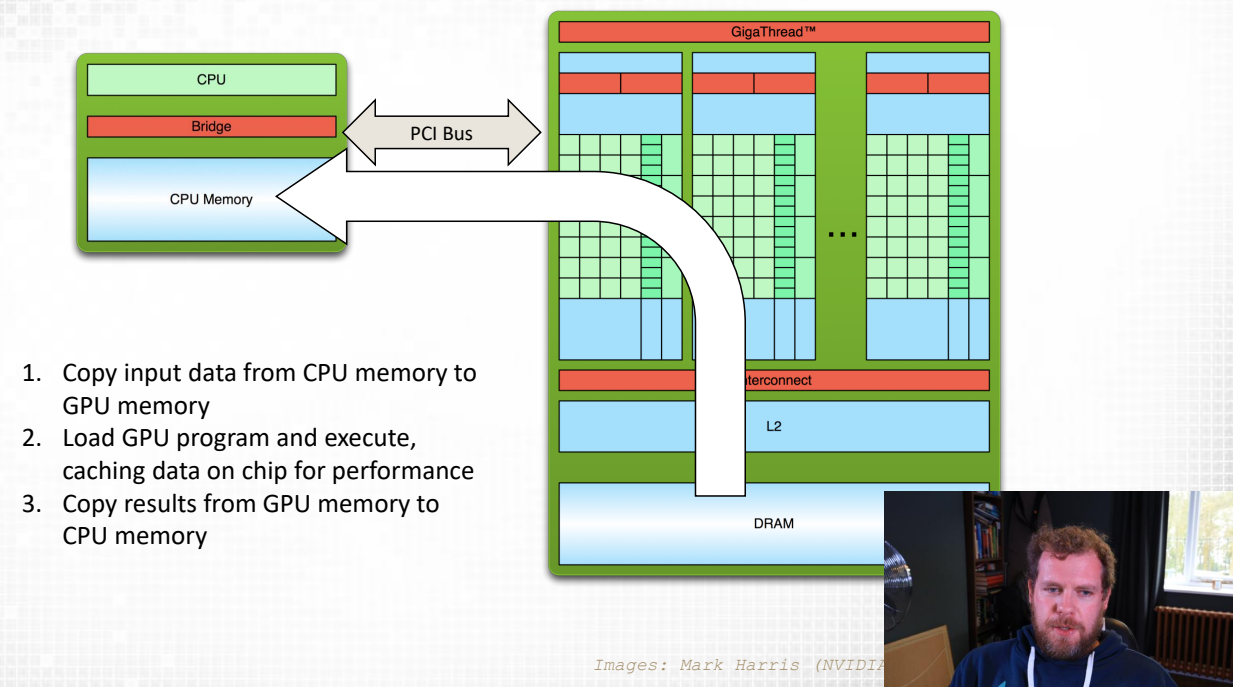 GigaThread™
CPU
Bridge
PCI Bus
CPU Memory
...
terconnect
L2
DRAM
1. Copy input data from CPU memory to
GPU memory
2. Load GPU program and execute,
caching data on chip for performance
3. Copy results from GPU memory to
CPU memory
Images: Mark Harris (NVIDIA